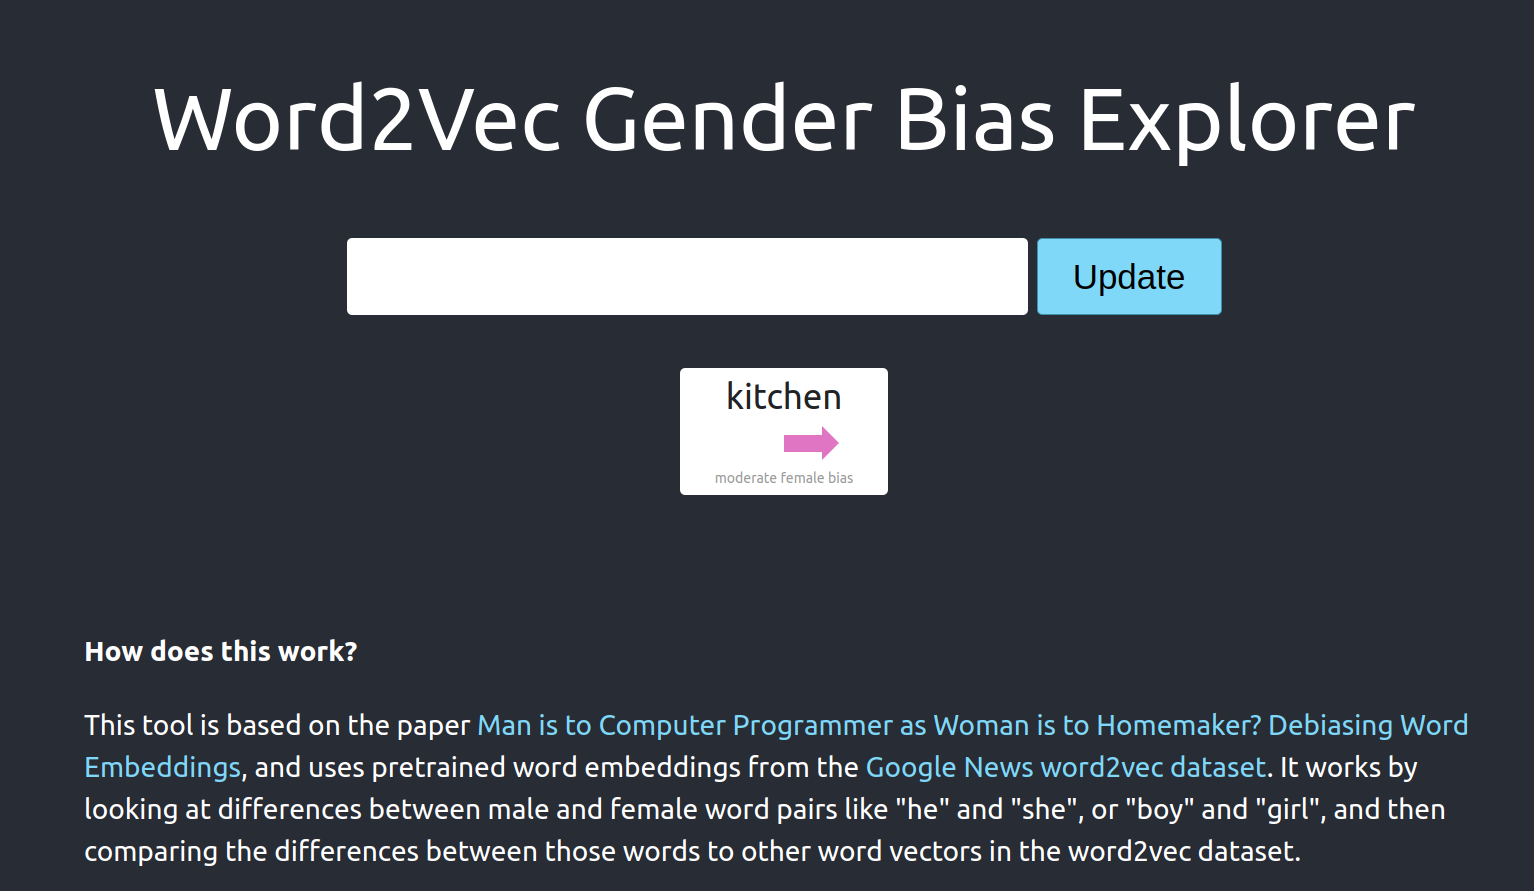 Word2Vec Gender Bias Explorer
Update
kitchen
moderate female bias
How does this work?
This tool is based on the paper Man is to Computer Programmer as Woman is to Homemaker? Debiasing Word
Embeddings, and uses pretrained word embeddings from the Google News word2vec dataset. It works by
looking at differences between male and female word pairs like "he" and "she", or "boy" and "girl", and then
comparing the differences between those words to other word vectors in the word2vec dataset.